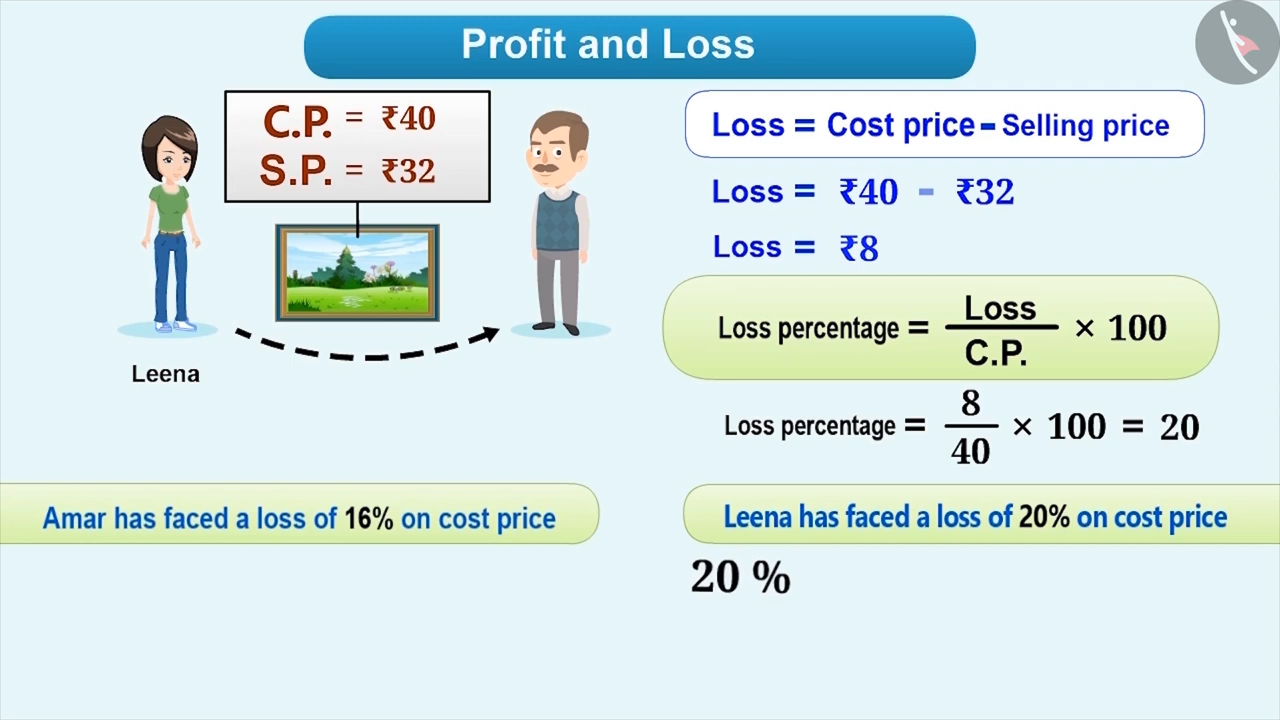 Profit and Loss
C.P. = ₹40
S.P. = ₹32
Leena
Loss = Cost price - Selling price
Loss = ₹40 - ₹32
Loss = ₹8
Loss percentage = Loss / C.P. × 100
Loss percentage = 8 / 40 × 100 = 20
Amar has faced a loss of 16% on cost price
Leena has faced a loss of 20% on cost price
20 %